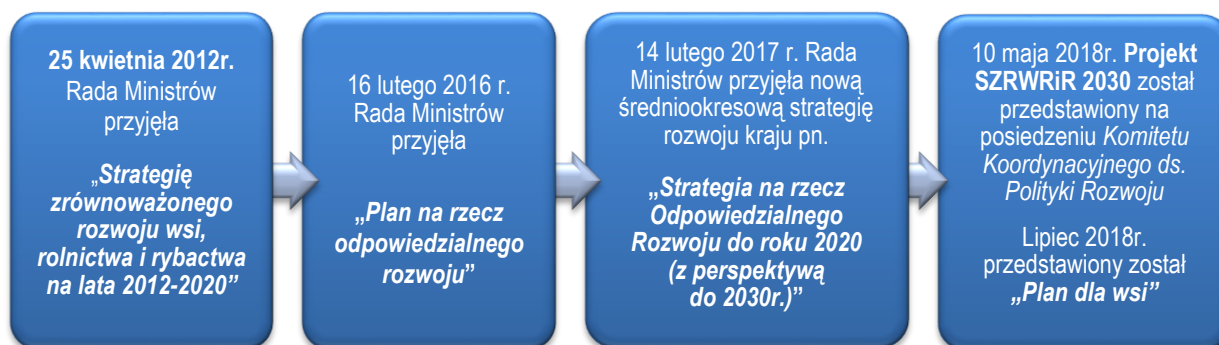 25 kwietnia 2012r.
Rada Ministrów
przyjęła
„Strategię
zrównoważonego
rozwoju wsi,
rolnictwa i rybactwa
na lata 2012-2020”
16 lutego 2016 r.
Rada Ministrów
przyjęła
„Plan na rzecz
odpowiedzialnego
rozwoju”
14 lutego 2017 r. Rada
Ministrów przyjęła nową
średniookresową strategię
rozwoju kraju pn.
„Strategia na rzecz
Odpowiedzialnego
Rozwoju do roku 2020
(z perspektywą
do 2030r.)”
10 maja 2018r. Projekt
SZRWRiR 2030 został
przedstawiony na
posiedzeniu Komitetu
Koordynacyjnego ds.
Polityki Rozwoju
Lipiec 2018r.
przedstawiony został
„Plan dla wsi”